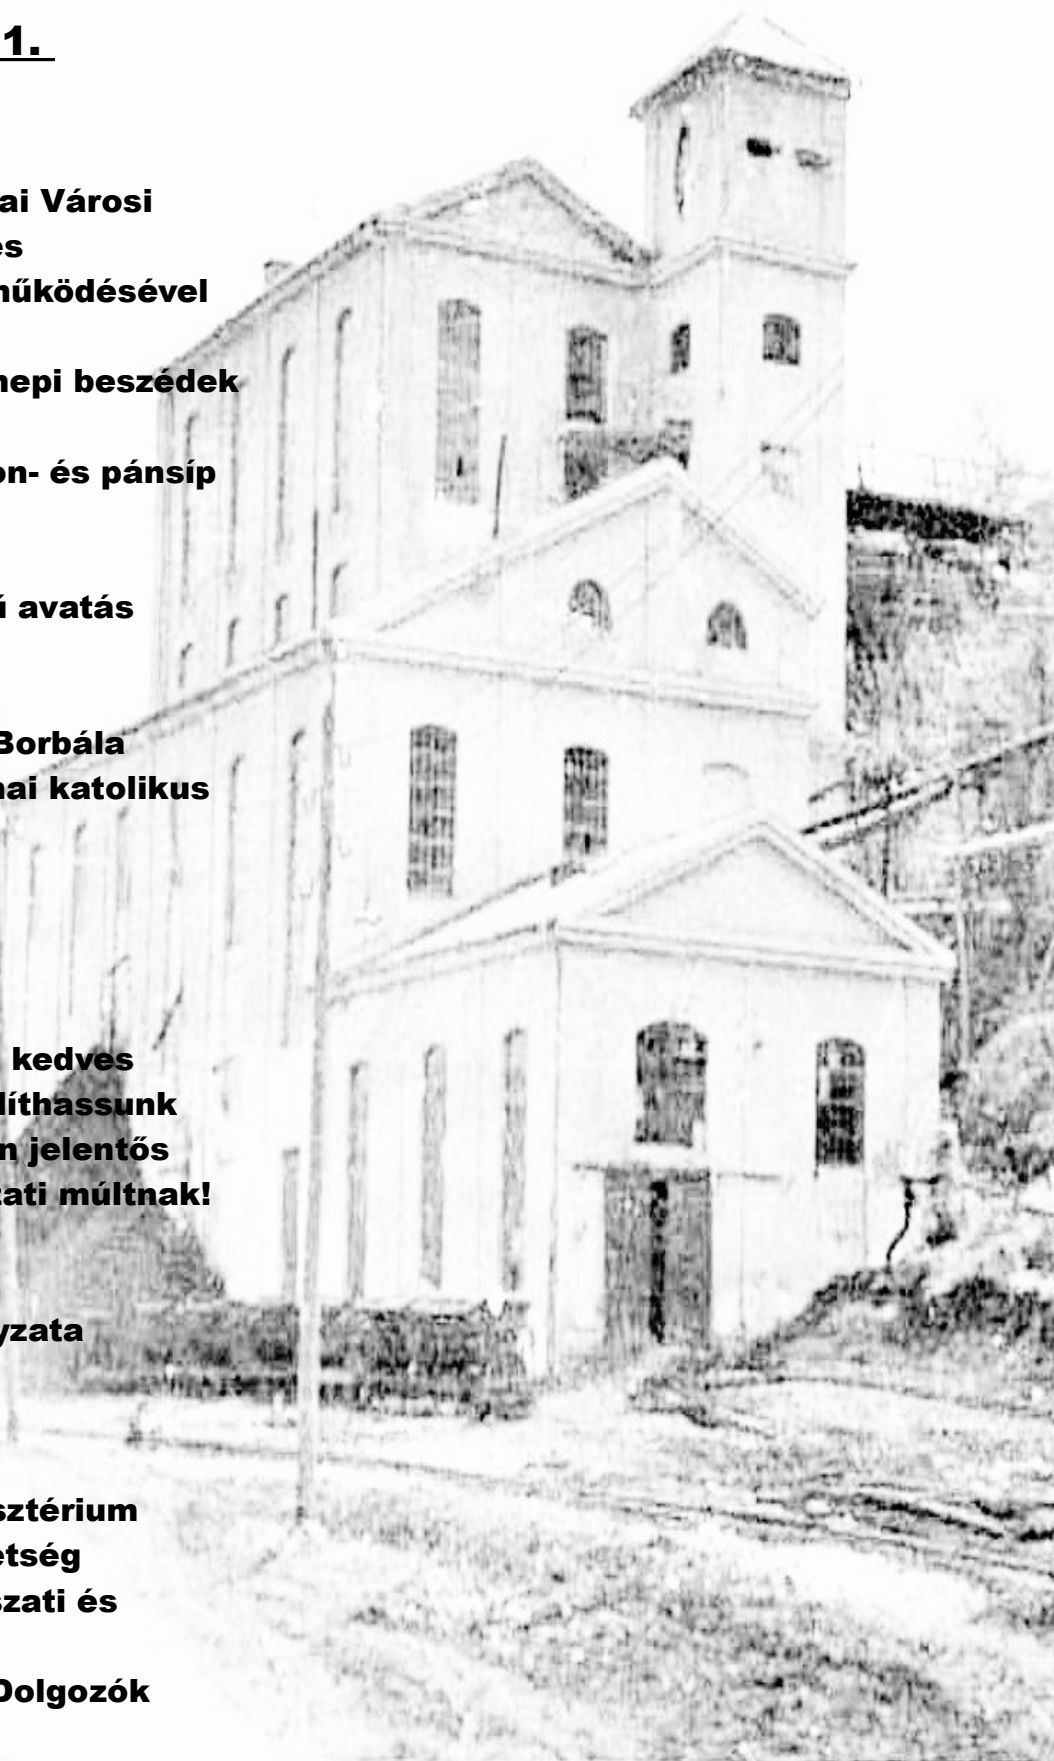 1.
ai Városi
es
működésével
nepi beszédek
on- és pánsíp
ú avatás
Borbála
nai katolikus
kedves
líthassunk
n jelentős
zati múltnak!
yzata
sztérium
etség
szati és
Dolgozók